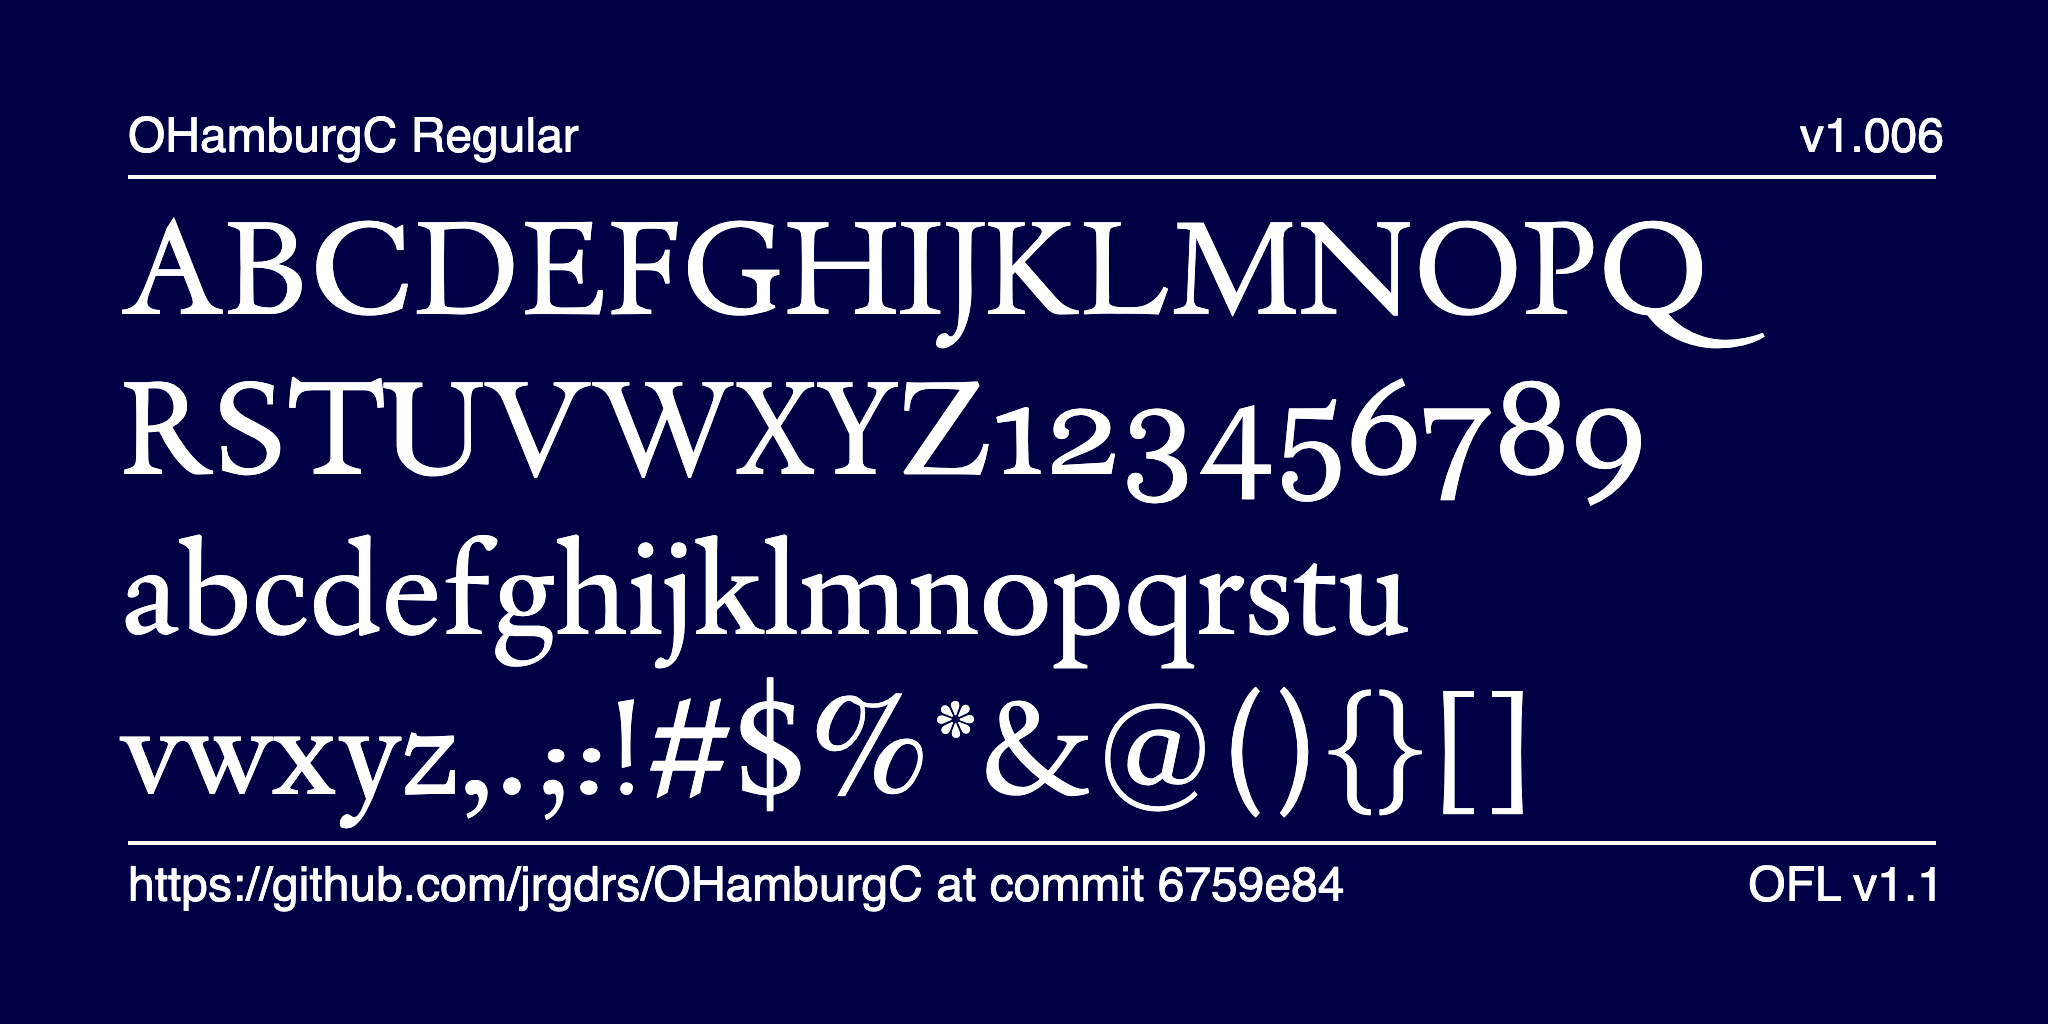 OHamburgC Regular
v1.006
ABCDEFGHIJKLMNOPQ
RSTUVWXYZ123456789
abcdefghijklmnopqrstu
vwxyz,.;:!#$%*&@(){}[]
https://github.com/jrgdrs/OHamburgC at commit 6759e84
OFL v1.1